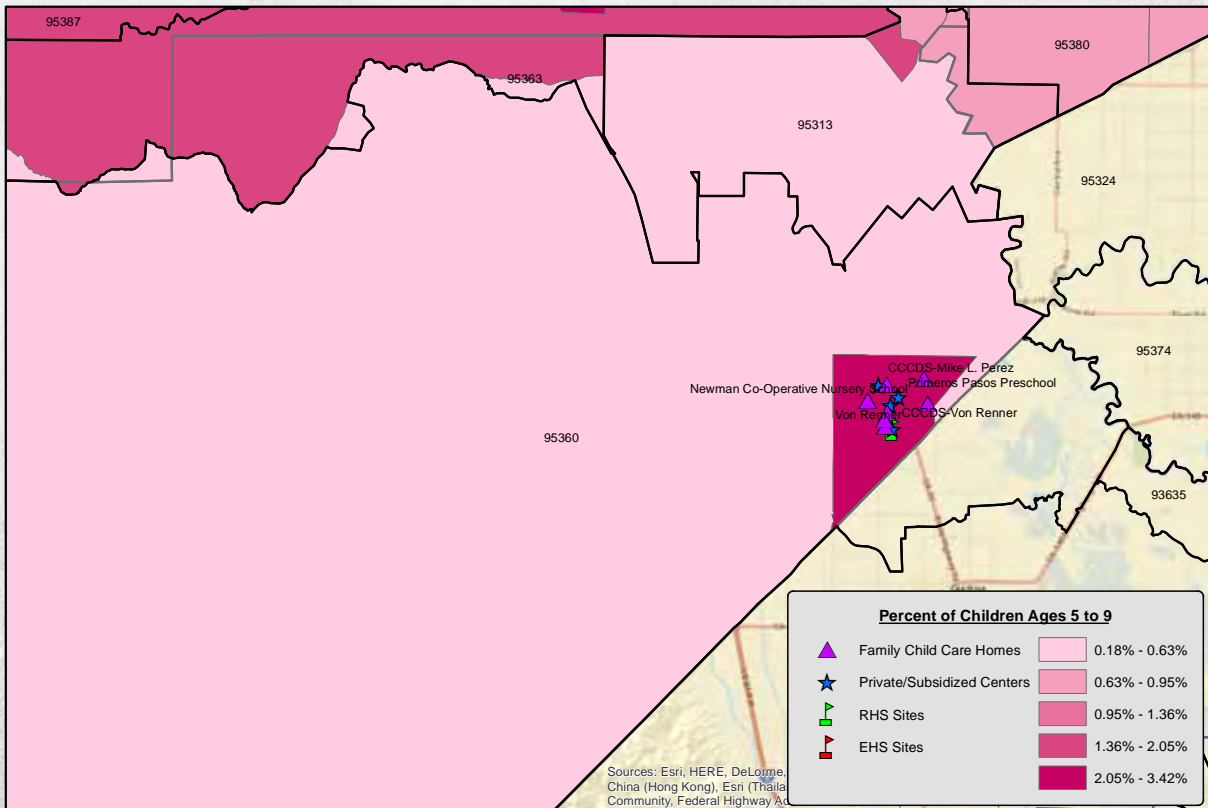 95387
95380
95363
95313
95324
95374
CCCDS-Mike L. Perez
Primeros Pasos Preschool
Newman Co-Operative Nursery School
Von Renner
CCCDS-Von Renner
95360
93635
Percent of Children Ages 5 to 9
Family Child Care Homes 0.18% - 0.63%
Private/Subsidized Centers 0.63% - 0.95%
RHS Sites 0.95% - 1.36%
EHS Sites 1.36% - 2.05%
2.05% - 3.42%
Sources: Esri, HERE, DeLorme,
China (Hong Kong), Esri
Community, Federal Highway